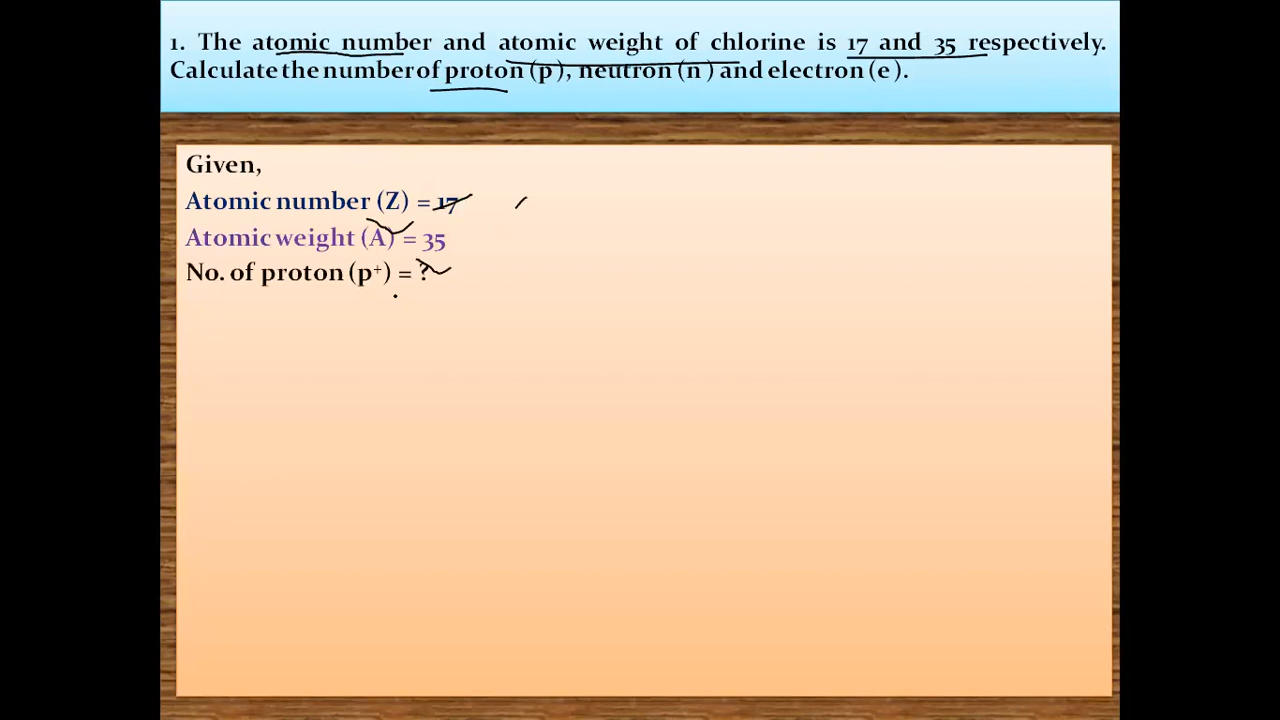 1. The atomic number and atomic weight of chlorine is 17 and 35 respectively.
Calculate the number of proton (p), neutron (n ) and electron (e ).
Given,
Atomic number (Z) = 17
Atomic weight (A) = 35
No. of proton (p⁺) = ?